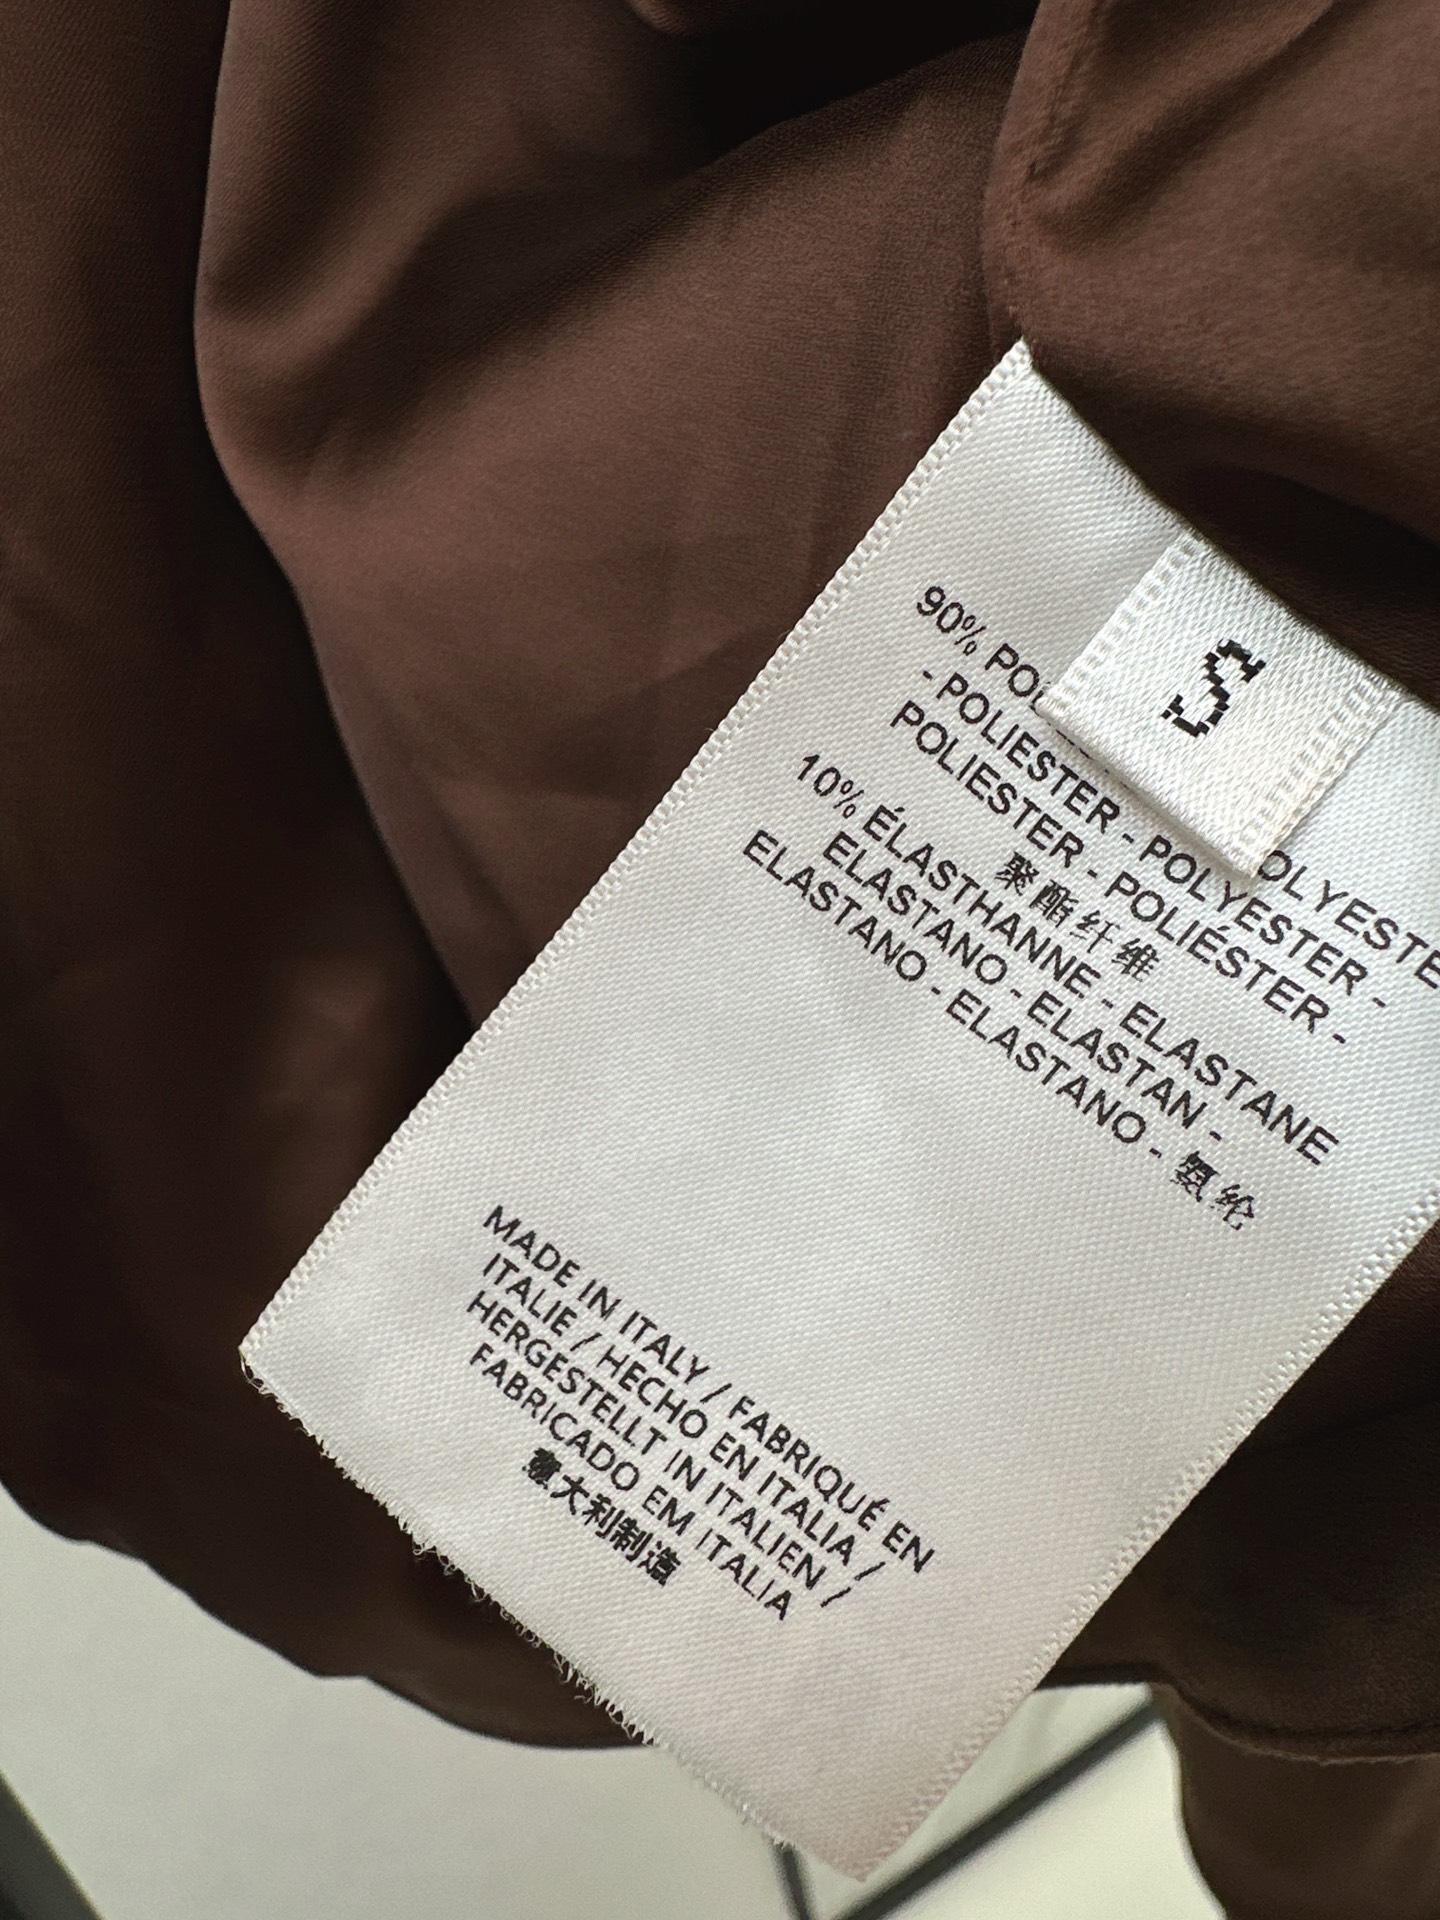 S
90%
- POLIESTER - POLYESTER -
POLIESTER - POLIÉSTER -
聚酯纤维
10% ÉLASTHANNE - ELASTANE
ELASTANO - ELASTAN -
ELASTANO - ELASTANO - 氨纶
MADE IN ITALY / FABRIQUÉ EN
ITALIE / HECHO EN ITALIA /
HERGESTELLT IN ITALIEN /
FABRICADO EM ITALIA
意大利制造